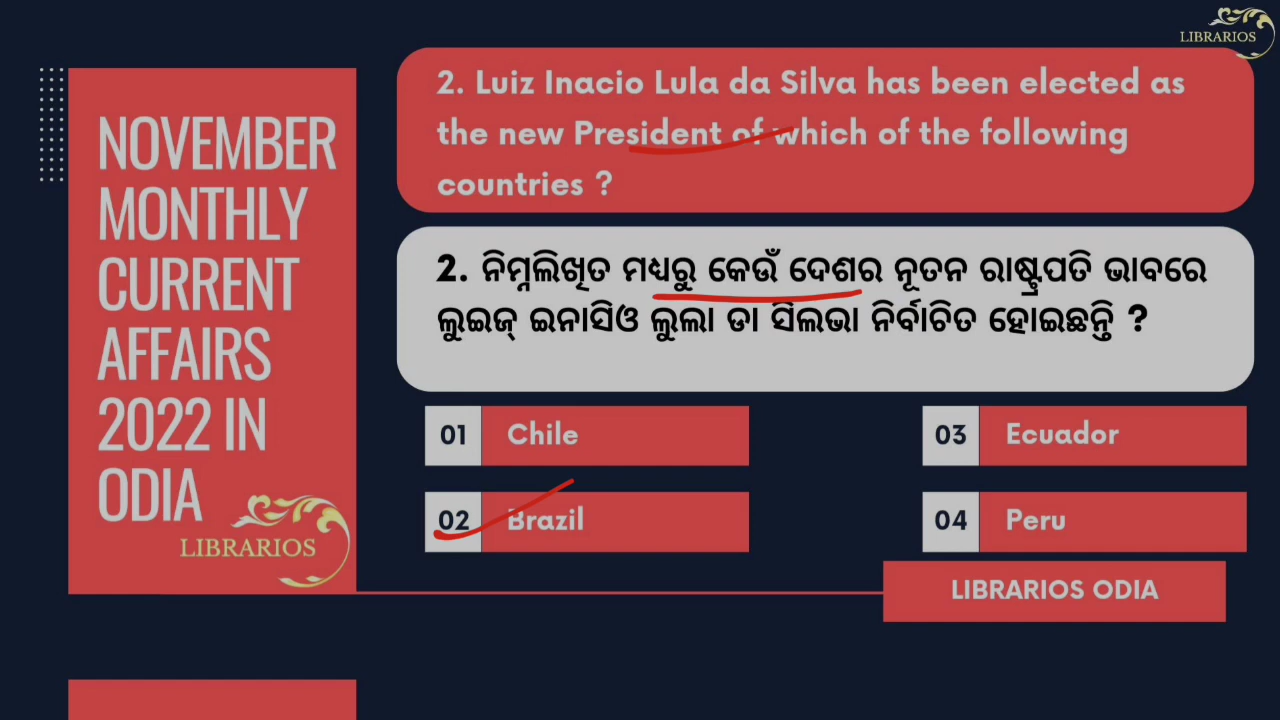 LIBRARIOS
NOVEMBER
MONTHLY
CURRENT
AFFAIRS
2022 IN
ODIA
LIBRARIOS
2. Luiz Inacio Lula da Silva has been elected as
the new President of which of the following
countries ?
2. ନିମ୍ନଲିଖିତ ମଧ୍ୟରୁ କେଉଁ ଦେଶର ନୂତନ ରାଷ୍ଟ୍ରପତି ଭାବରେ
ଲୁଇଜ୍ ଇନାସିଓ ଲୁଲା ଡା ସିଲଭା ନିର୍ବାଚିତ ହୋଇଛନ୍ତି ?
01 Chile
02 Brazil
03 Ecuador
04 Peru
LIBRARIOS ODIA